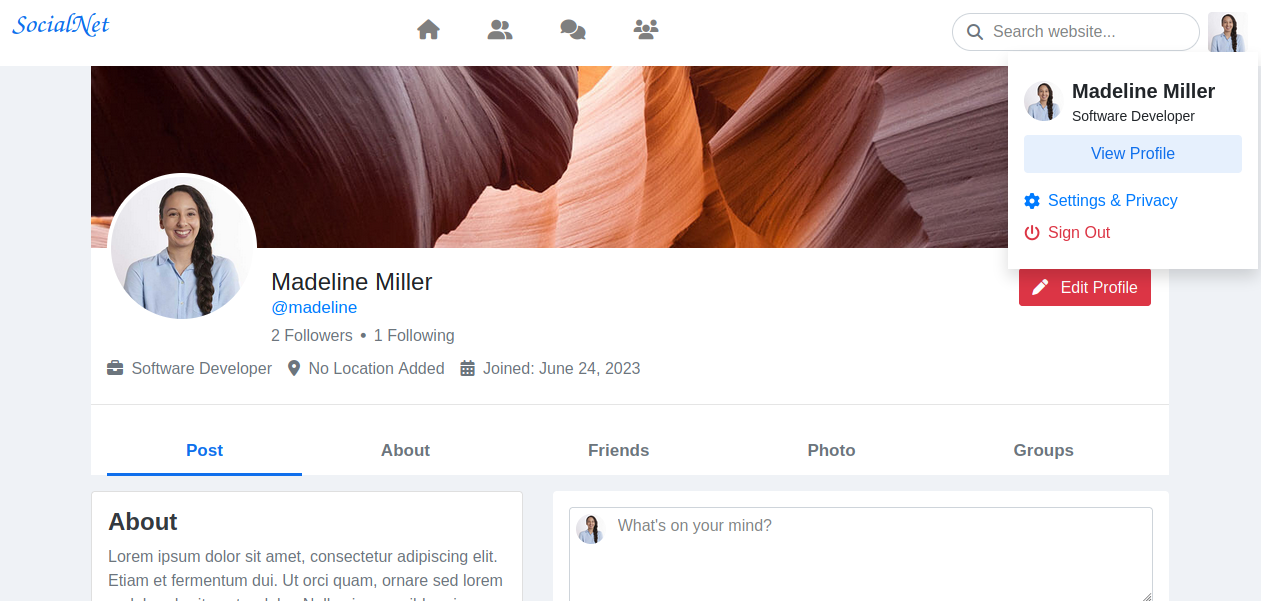 SocialNet
Search website...
Madeline Miller
Software Developer
View Profile
Settings & Privacy
Sign Out
Madeline Miller
@madeline
2 Followers • 1 Following
Edit Profile
Software Developer No Location Added Joined: June 24, 2023
Post About Friends Photo Groups
About
Lorem ipsum dolor sit amet, consectetur adipiscing elit.
Etiam et fermentum dui. Ut orci quam, ornare sed lorem
What's on your mind?